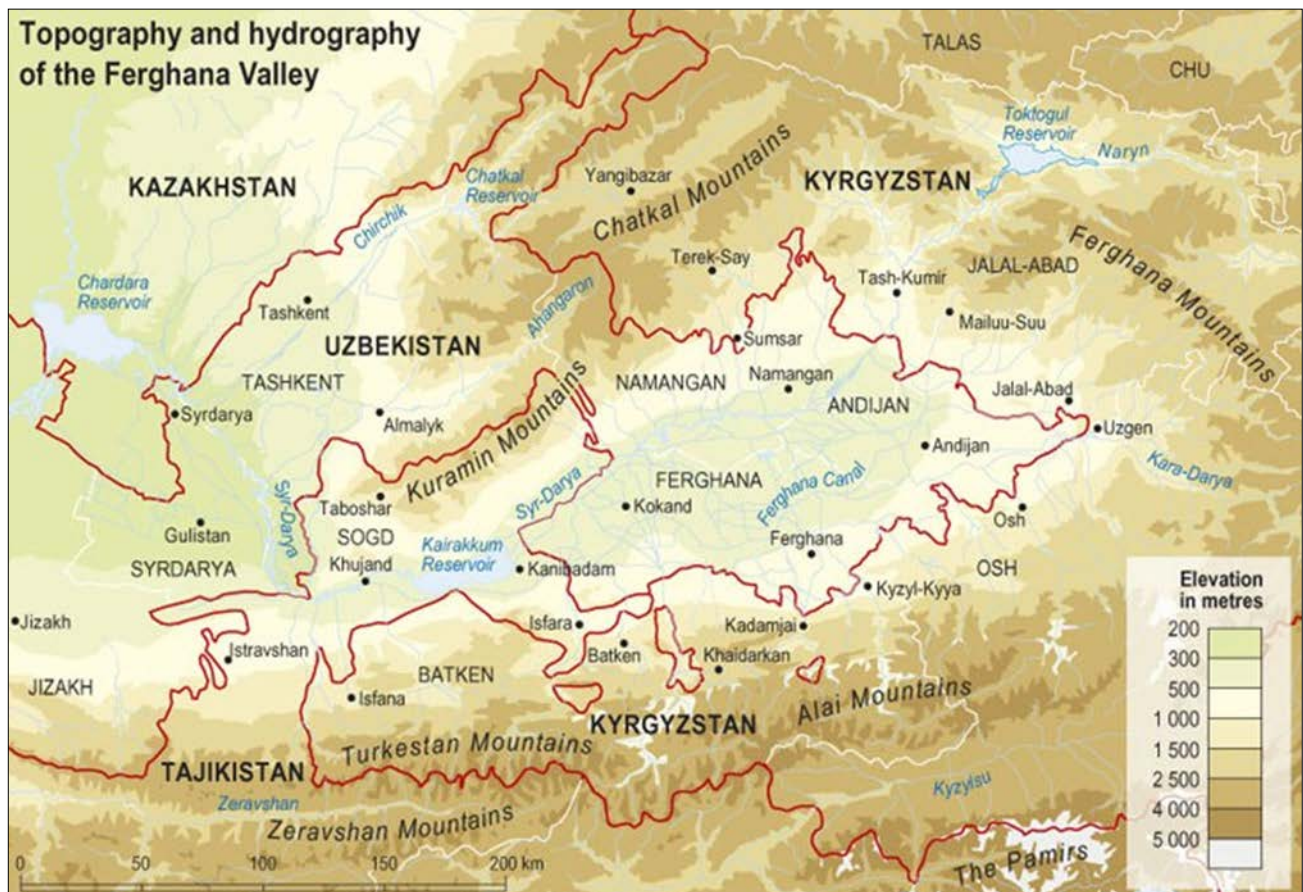 Topography and hydrography
of the Ferghana Valley
TALAS
CHU
Toktogul
Reservoir
Naryn
KAZAKHSTAN
Chatkal
Reservoir
Yangibazar
Chatkal Mountains
KYRGYZSTAN
Chirchik
Chardara
Reservoir
Terek-Say
Tash-Kumir
JALAL-ABAD
Ferghana Mountains
Tashkent
Ahangaron
Mailuu-Suu
UZBEKISTAN
Sumsar
TASHKENT
NAMANGAN
Namangan
Jalal-Abad
Syrdarya
Almalyk
Kuramin Mountains
ANDIJAN
Uzgen
Andijan
Kara-Darya
Syr-Darya
Taboshar
Syr-Darya
FERGHANA
Ferghana Canal
Kokand
Osh
Gulistan
SOGD
Kairakkum
Reservoir
Ferghana
SYRDARYA
Khujand
Kanibadam
OSH
Kyzyl-Kyya
Jizakh
Isfara
Kadamjai
Istravshan
Batken
Khaidarkan
JIZAKH
BATKEN
Isfana
KYRGYZSTAN
Alai Mountains
Turkestan Mountains
TAJIKISTAN
Zeravshan
Kyzylsu
Zeravshan Mountains
The Pamirs
0 50 100 150 200 km
Elevation
in metres
200
300
500
1 000
1 500
2 500
4 000
5 000